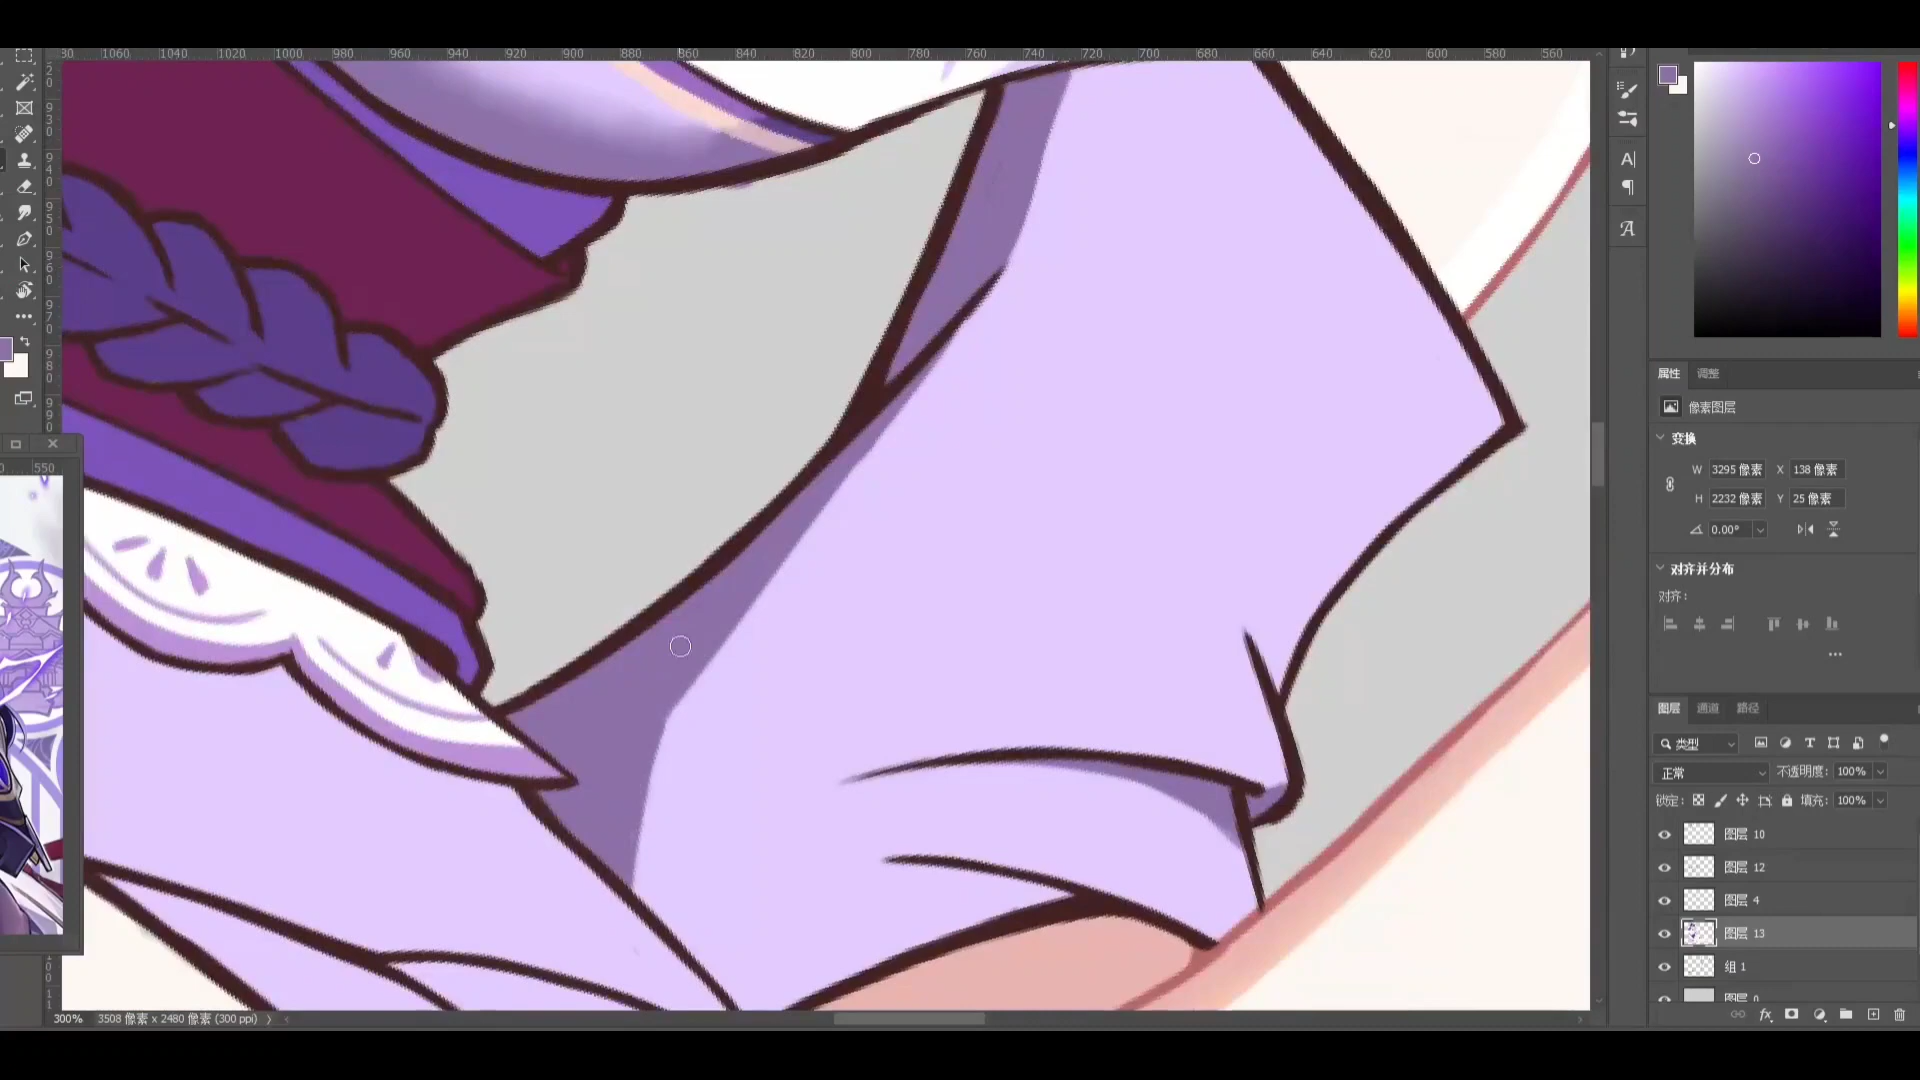 80 1060 1040 1020 1000 980 960 940 920 900 880 860 840 820 800 780 760 740 720 700 680 660 640 620 600 580 560
属性 调整
像素图层
变换
W 3295 像素 X 138 像素
H 2232 像素 Y 25 像素
0.00°
对齐并分布
对齐:
550
图层 通道 路径
类型
正常 不透明度: 100%
锁定: 填充: 100%
图层 10
图层 12
图层 4
图层 13
组 1
图层 0
300% 3508 像素 x 2480 像素 (300 ppi)